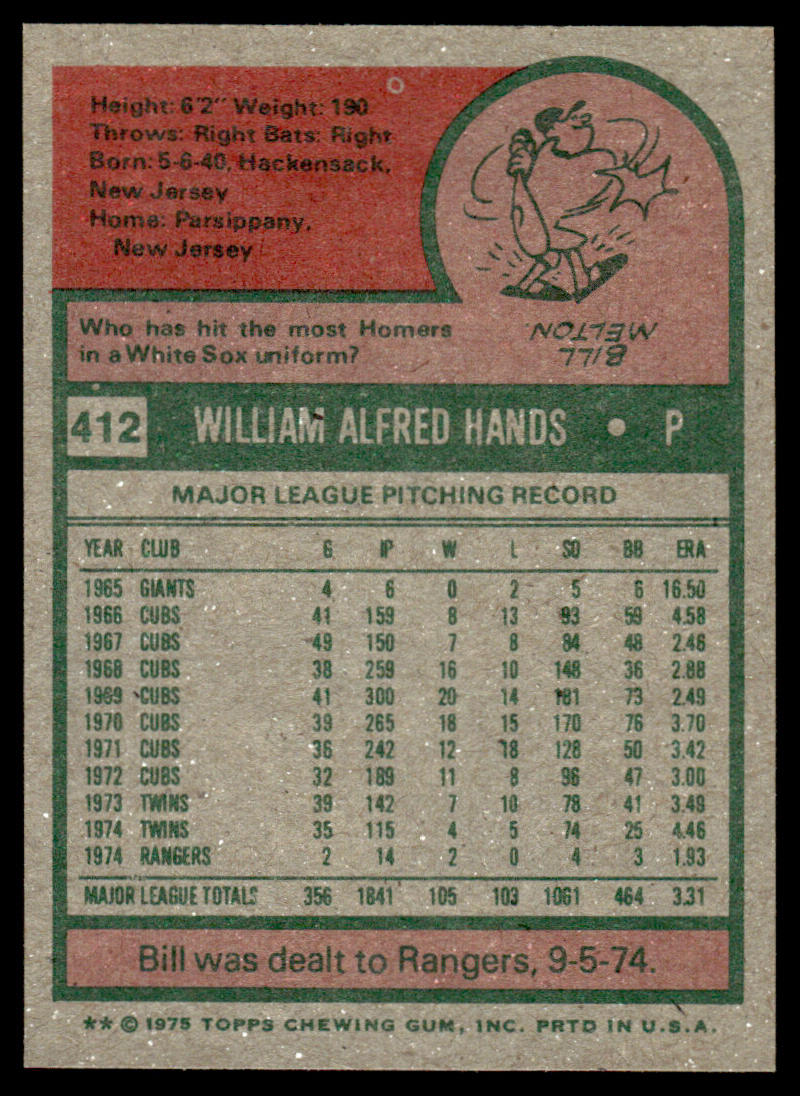 Height: 6'2" Weight: 190
Throws: Right Bats: Right
Born: 5-6-40, Hackensack,
New Jersey
Home: Parsippany,
New Jersey
Who has hit the most Homers
in a White Sox uniform?
BILL
MELTON
412 WILLIAM ALFRED HANDS • P
MAJOR LEAGUE PITCHING RECORD
YEAR CLUB G IP W L SO BB ERA
1965 GIANTS 4 6 0 2 5 6 16.50
1966 CUBS 41 159 8 13 93 59 4.58
1967 CUBS 49 150 7 8 84 48 2.46
1968 CUBS 38 259 16 10 148 36 2.88
1969 CUBS 41 300 20 14 181 73 2.49
1970 CUBS 39 265 18 15 170 76 3.70
1971 CUBS 36 242 12 18 128 50 3.42
1972 CUBS 32 189 11 8 96 47 3.00
1973 TWINS 39 142 7 10 78 41 3.49
1974 TWINS 35 115 4 5 74 25 4.46
1974 RANGERS 2 14 2 0 4 3 1.93
MAJOR LEAGUE TOTALS 356 1841 105 103 1061 464 3.31
Bill was dealt to Rangers, 9-5-74.
** © 1975 TOPPS CHEWING GUM, INC. PRTD IN U.S.A.